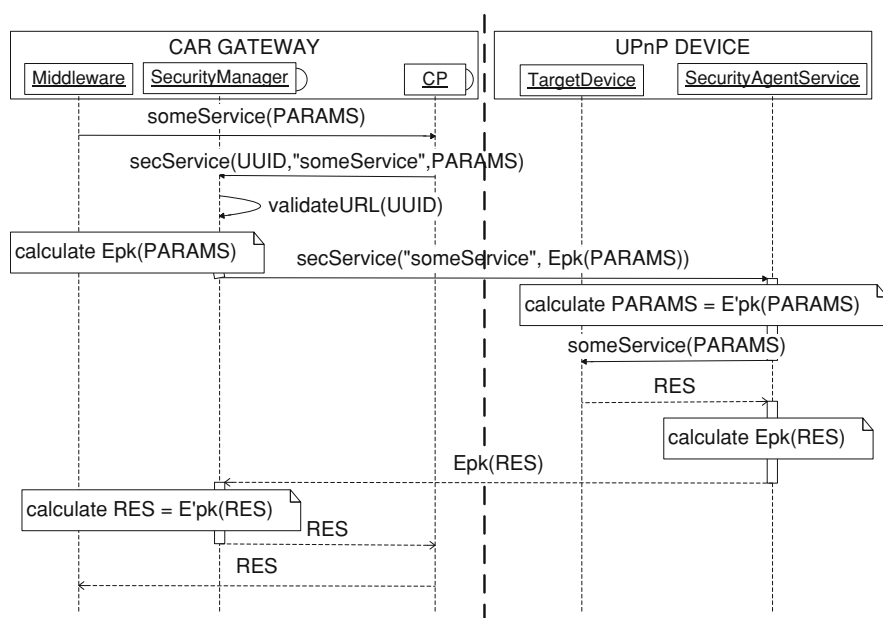 CAR GATEWAY
UPnP DEVICE
Middleware
SecurityManager
CP
TargetDevice
SecurityAgentService
someService(PARAMS)
secService(UUID,"someService",PARAMS)
validateURL(UUID)
calculate Epk(PARAMS)
secService("someService", Epk(PARAMS))
calculate PARAMS = E'pk(PARAMS)
someService(PARAMS)
RES
calculate Epk(RES)
Epk(RES)
calculate RES = E'pk(RES)
RES
RES